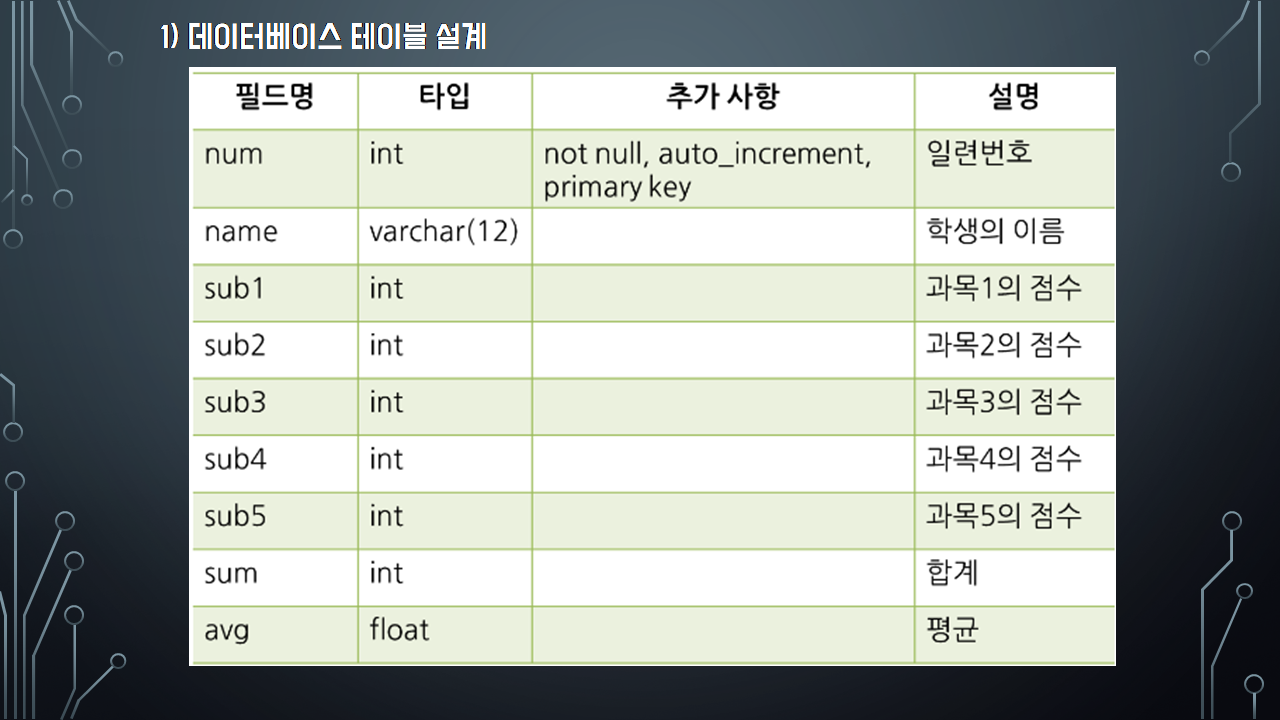 1) 데이터베이스 테이블 설계
필드명 타입 추가 사항 설명
num int not null, auto_increment, 일련번호
primary key
name varchar(12) 학생의 이름
sub1 int 과목1의 점수
sub2 int 과목2의 점수
sub3 int 과목3의 점수
sub4 int 과목4의 점수
sub5 int 과목5의 점수
sum int 합계
avg float 평균